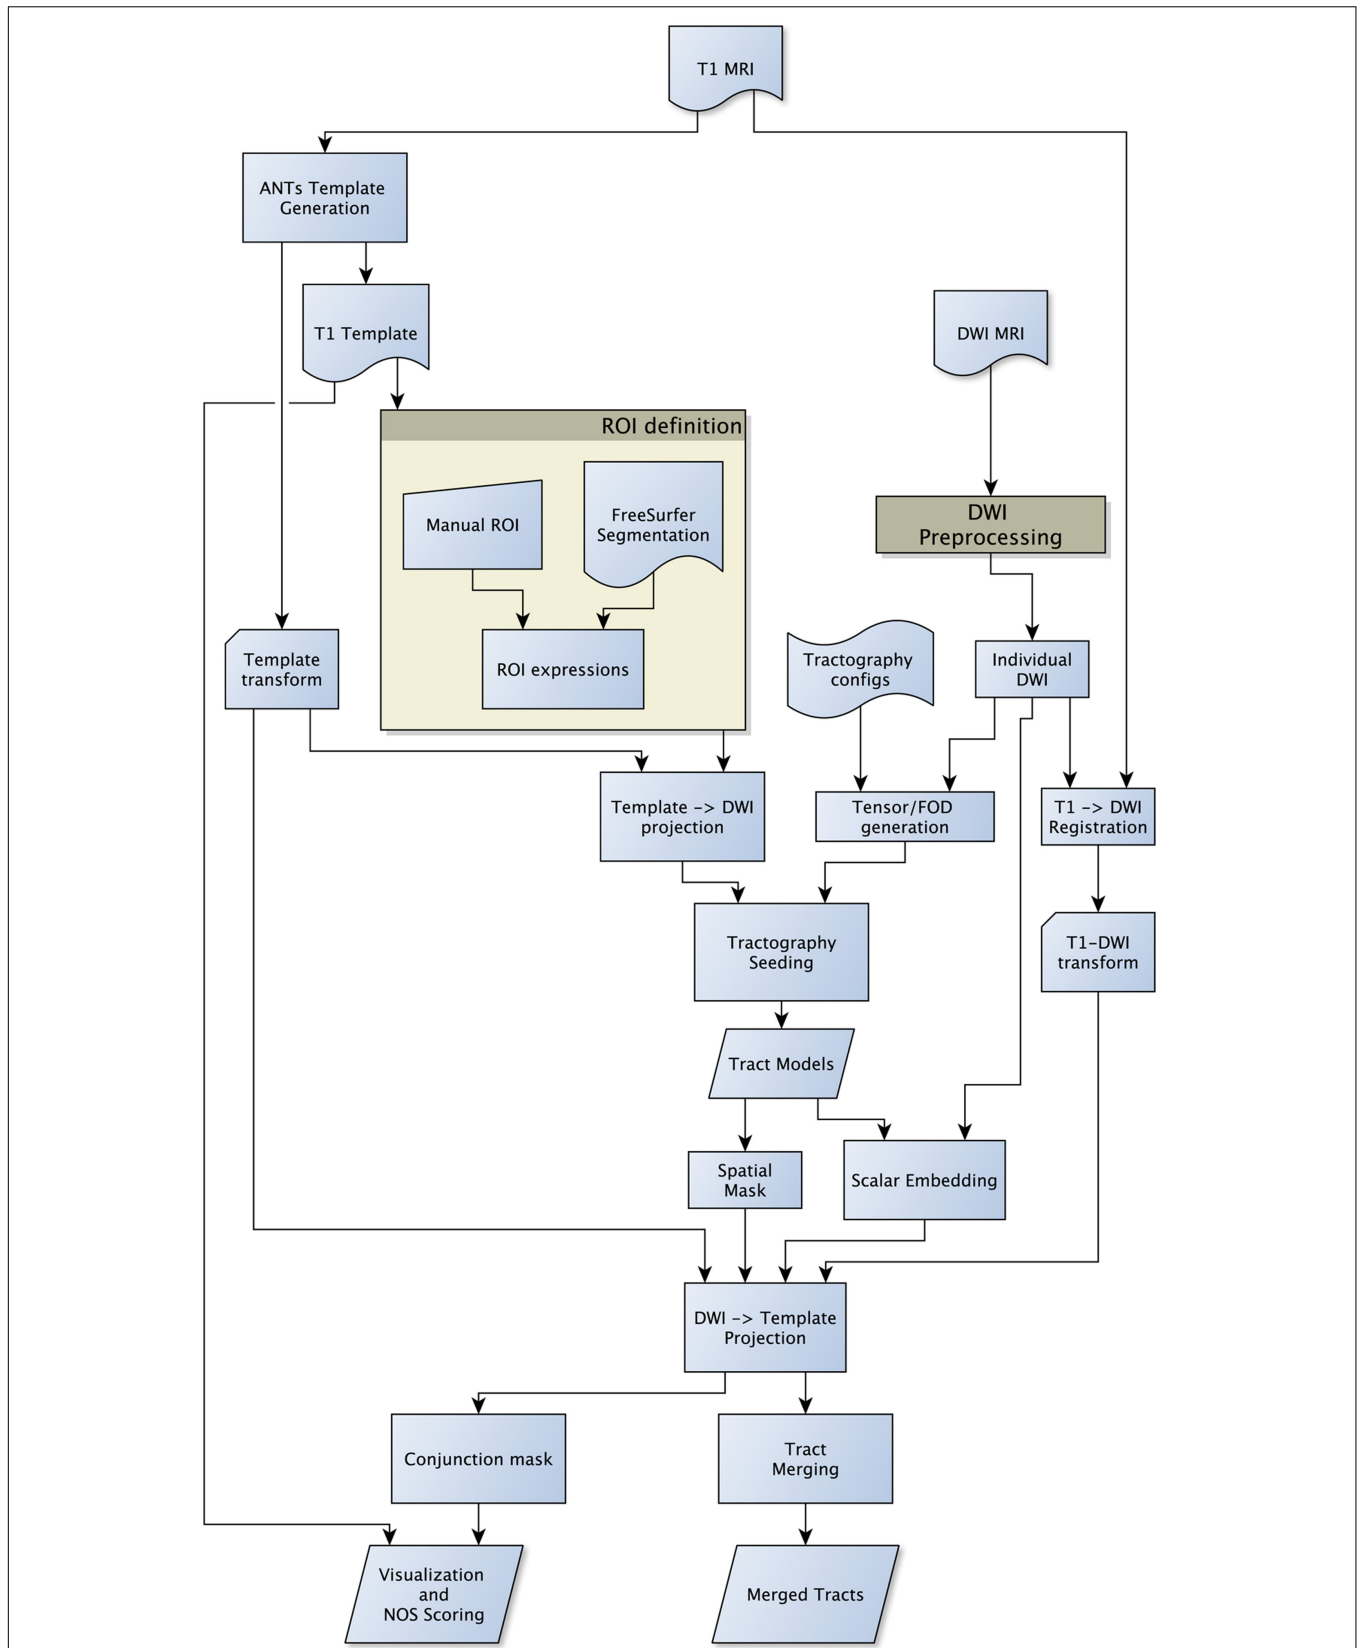 T1 MRI
ANTs Template
Generation
T1 Template
DWI MRI
ROI definition
Manual ROI
FreeSurfer
Segmentation
DWI
Preprocessing
ROI expressions
Template
transform
Tractography
configs
Individual
DWI
Template -> DWI
projection
Tensor/FOD
generation
T1 -> DWI
Registration
Tractography
Seeding
T1-DWI
transform
Tract Models
Spatial
Mask
Scalar Embedding
DWI -> Template
Projection
Conjunction mask
Tract
Merging
Visualization
and
NOS Scoring
Merged Tracts